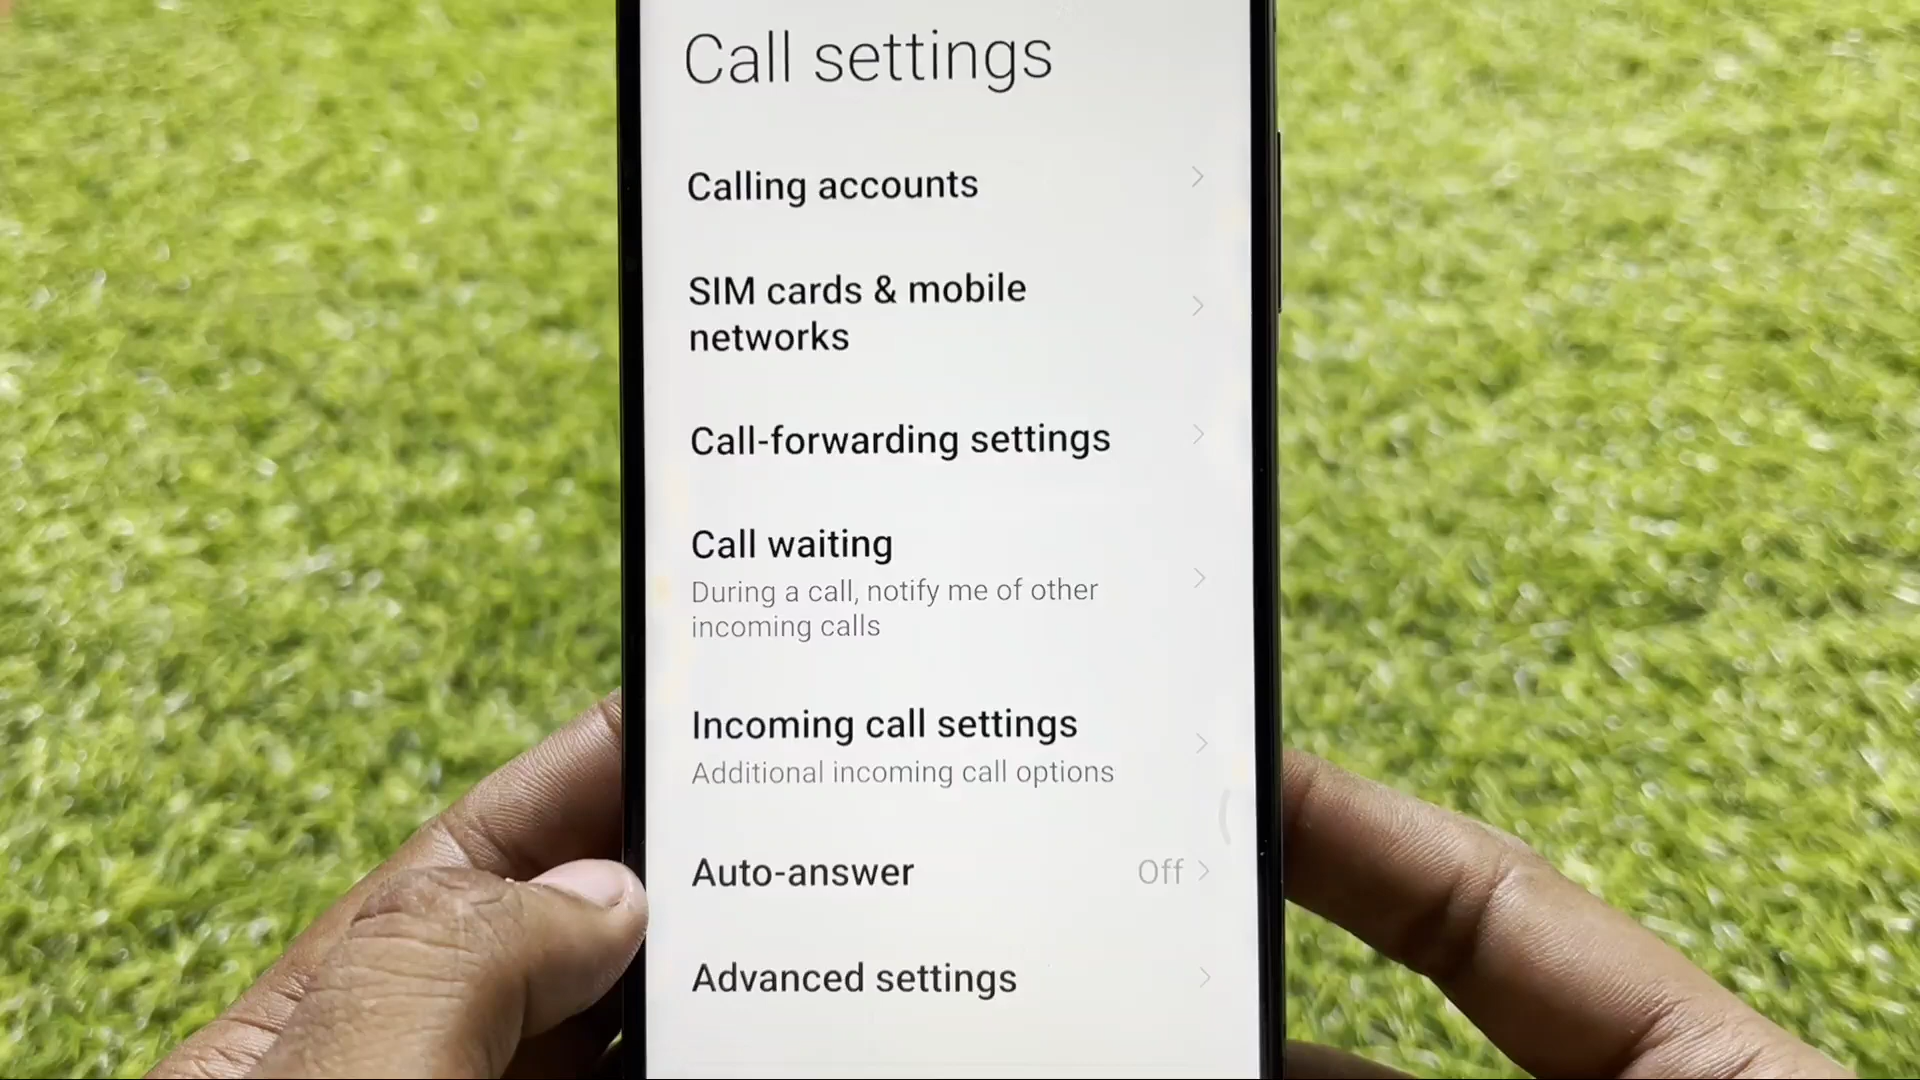 Call settings
Calling accounts
SIM cards & mobile
networks
Call-forwarding settings
Call waiting
During a call, notify me of other
incoming calls
Incoming call settings
Additional incoming call options
Auto-answer Off
Advanced settings